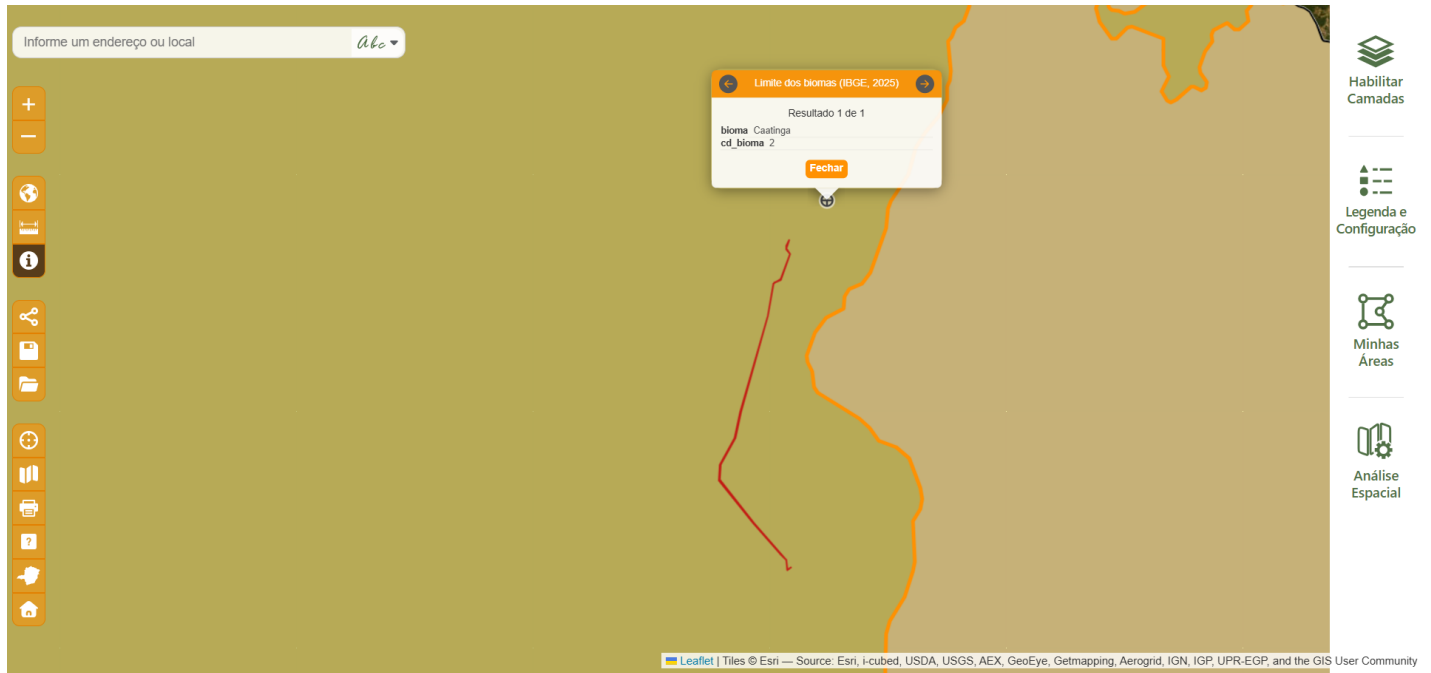 Informe um endereço ou local
Abc
Limite dos biomas (IBGE, 2025)
Resultado 1 de 1
bioma Caatinga
cd_bioma 2
Fechar
Habilitar
Camadas
Legenda e
Configuração
Minhas
Áreas
Análise
Espacial
+
−
?
Leaflet | Tiles © Esri — Source: Esri, i-cubed, USDA, USGS, AEX, GeoEye, Getmapping, Aerogrid, IGN, IGP, UPR-EGP, and the GIS User Community